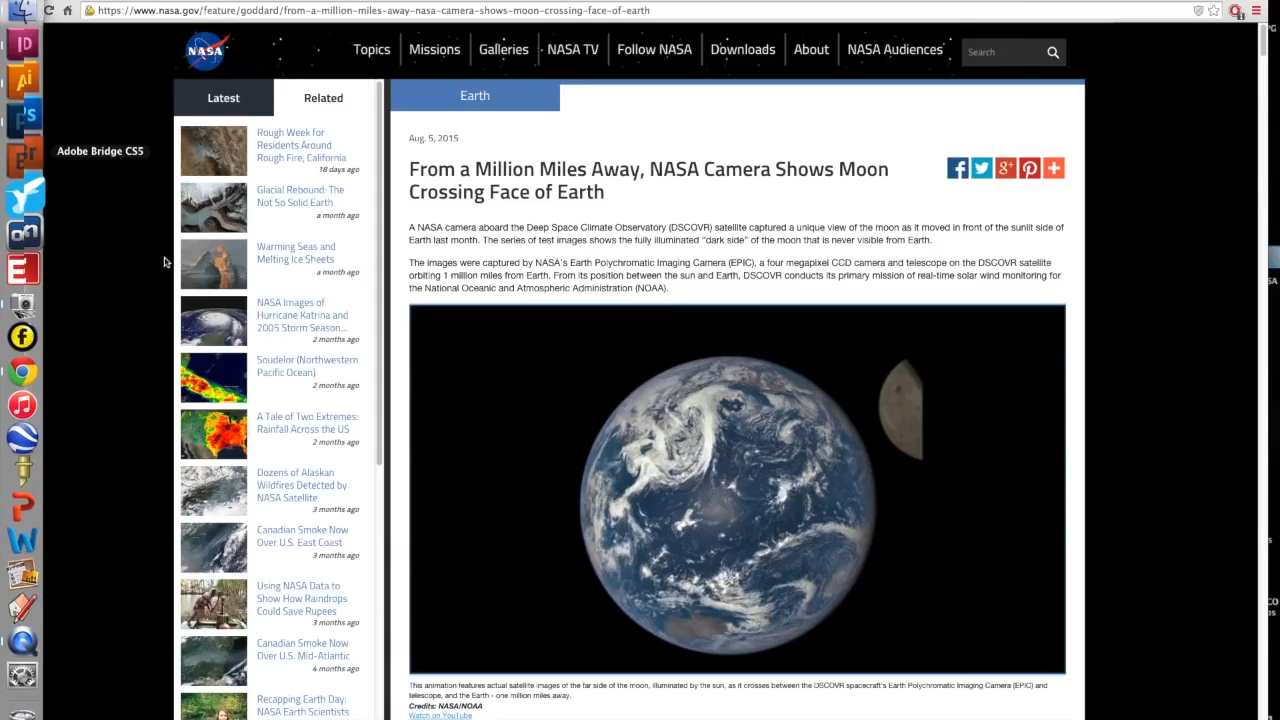 https://www.nasa.gov/feature/goddard/from-a-million-miles-away-nasa-camera-shows-moon-crossing-face-of-earth
NASA
Topics
Missions
Galleries
NASA TV
Follow NASA
Downloads
About
NASA Audiences
Search
Latest
Related
Adobe Bridge CS5
Rough Week for
Residents Around
Rough Fire, California
18 days ago
Glacial Rebound: The
Not So Solid Earth
a month ago
Warming Seas and
Melting Ice Sheets
a month ago
NASA Images of
Hurricane Katrina and
2005 Storm Season...
2 months ago
Soudelor (Northwestern
Pacific Ocean)
2 months ago
A Tale of Two Extremes:
Rainfall Across the US
2 months ago
Dozens of Alaskan
Wildfires Detected by
NASA Satellite
3 months ago
Canadian Smoke Now
Over U.S. East Coast
3 months ago
Using NASA Data to
Show How Raindrops
Could Save Rupees
3 months ago
Canadian Smoke Now
Over U.S. Mid-Atlantic
4 months ago
Recapping Earth Day:
NASA Earth Scientists
Earth
Aug. 5, 2015
From a Million Miles Away, NASA Camera Shows Moon
Crossing Face of Earth
A NASA camera aboard the Deep Space Climate Observatory (DSCOVR) satellite captured a unique view of the moon as it moved in front of the sunlit side of
Earth last month. The series of test images shows the fully illuminated “dark side” of the moon that is never visible from Earth.
The images were captured by NASA’s Earth Polychromatic Imaging Camera (EPIC), a four megapixel CCD camera and telescope on the DSCOVR satellite
orbiting 1 million miles from Earth. From its position between the sun and Earth, DSCOVR conducts its primary mission of real-time solar wind monitoring for
the National Oceanic and Atmospheric Administration (NOAA).
This animation features actual satellite images of the far side of the moon, illuminated by the sun, as it crosses between the DSCOVR spacecraft's Earth Polychromatic Imaging Camera (EPIC) and
telescope, and the Earth - one million miles away.
Credits: NASA/NOAA
Watch on YouTube